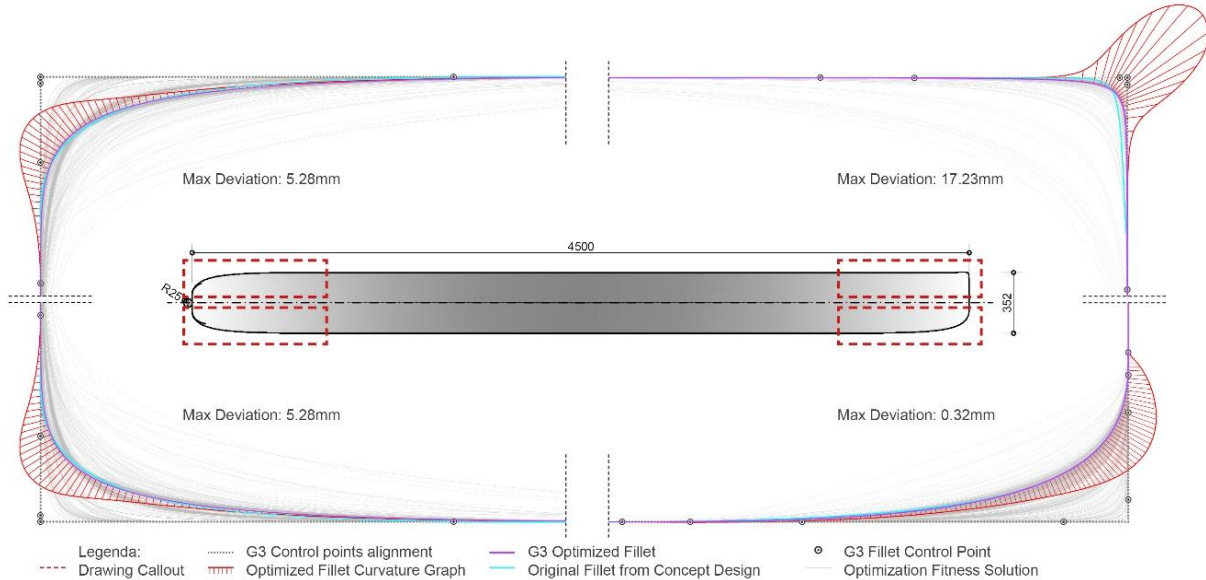 Max Deviation: 5.28mm
Max Deviation: 17.23mm
4500
R25
352
Max Deviation: 5.28mm
Max Deviation: 0.32mm
Legenda:
G3 Control points alignment
G3 Optimized Fillet
G3 Fillet Control Point
Drawing Callout
Optimized Fillet Curvature Graph
Original Fillet from Concept Design
Optimization Fitness Solution